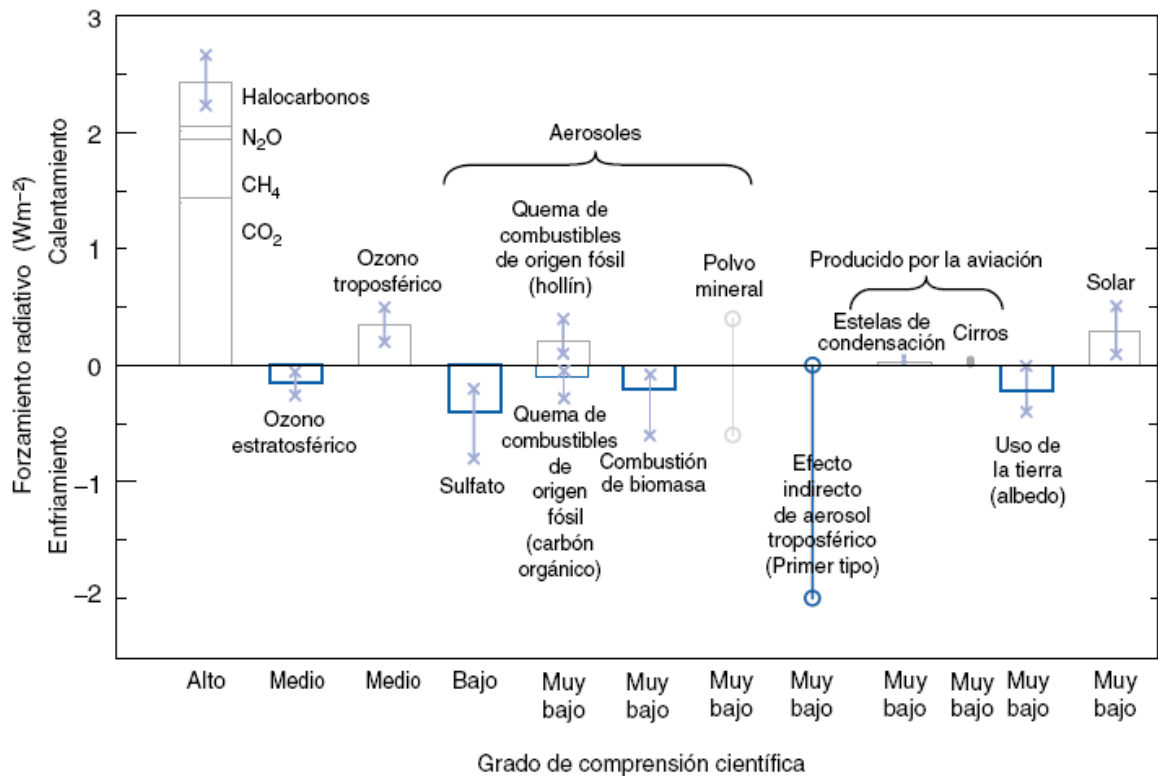 Forzamiento radiativo (Wm⁻²)
Calentamiento
Enfriamiento
3
2
1
0
−1
−2
Halocarbonos
N₂O
CH₄
CO₂
Ozono
estratosférico
Ozono
troposférico
Aerosoles
Sulfato
Quema de
combustibles
de origen fósil
(hollín)
Quema de
combustibles
de
origen
fósil
(carbón
orgánico)
Combustión
de biomasa
Polvo
mineral
Efecto
indirecto
de aerosol
troposférico
(Primer tipo)
Producido por la aviación
Estelas de
condensación
Cirros
Uso de
la tierra
(albedo)
Solar
Alto
Medio
Medio
Bajo
Muy
bajo
Muy
bajo
Muy
bajo
Muy
bajo
Muy
bajo
Muy
bajo
Muy
bajo
Muy
bajo
Grado de comprensión científica